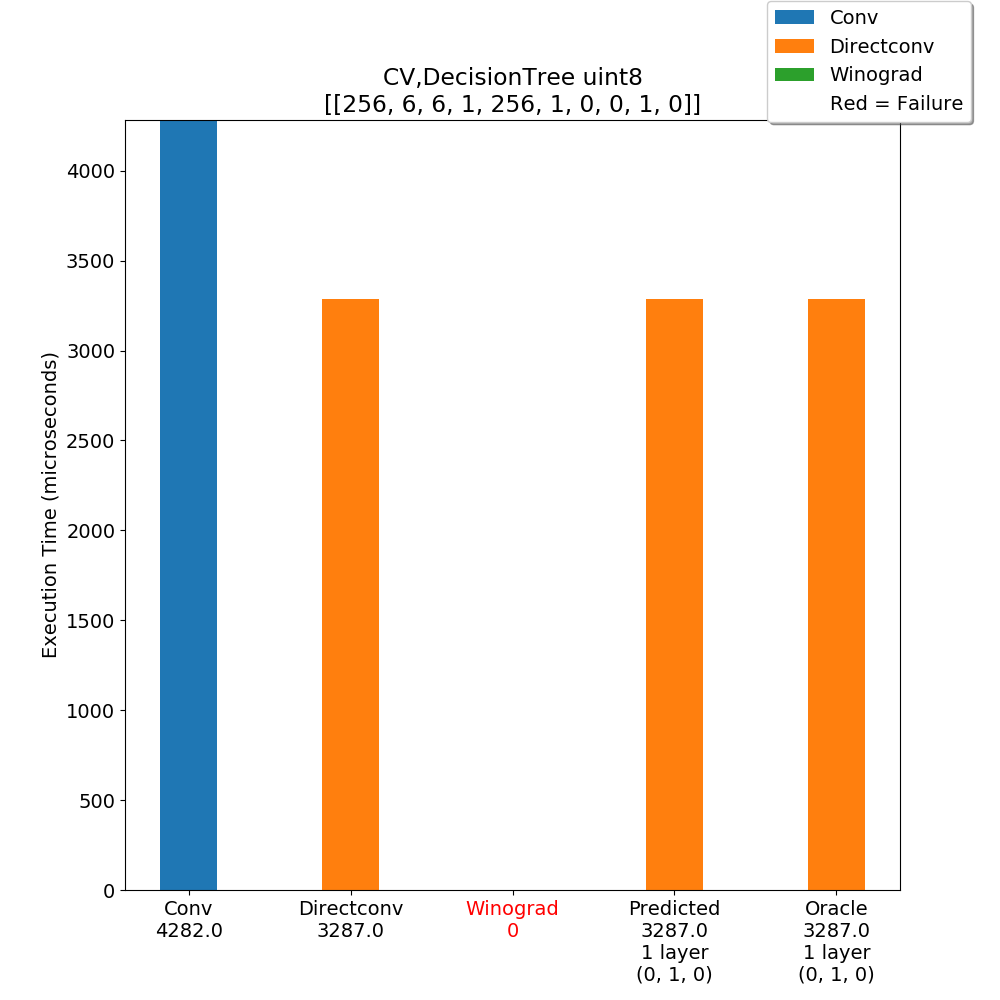 Conv
Directconv
Winograd
Red = Failure
CV,DecisionTree uint8
[[256, 6, 6, 1, 256, 1, 0, 0, 1, 0]]
Execution Time (microseconds)
4000
3500
3000
2500
2000
1500
1000
500
0
Conv
4282.0
Directconv
3287.0
Winograd
0
Predicted
3287.0
1 layer
(0, 1, 0)
Oracle
3287.0
1 layer
(0, 1, 0)